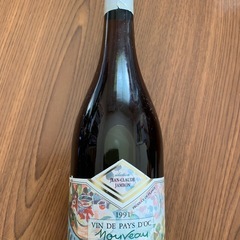 JEAN-CLAUDE
JAMBON
1991
VIN DE PAYS D'OC
Nouveau